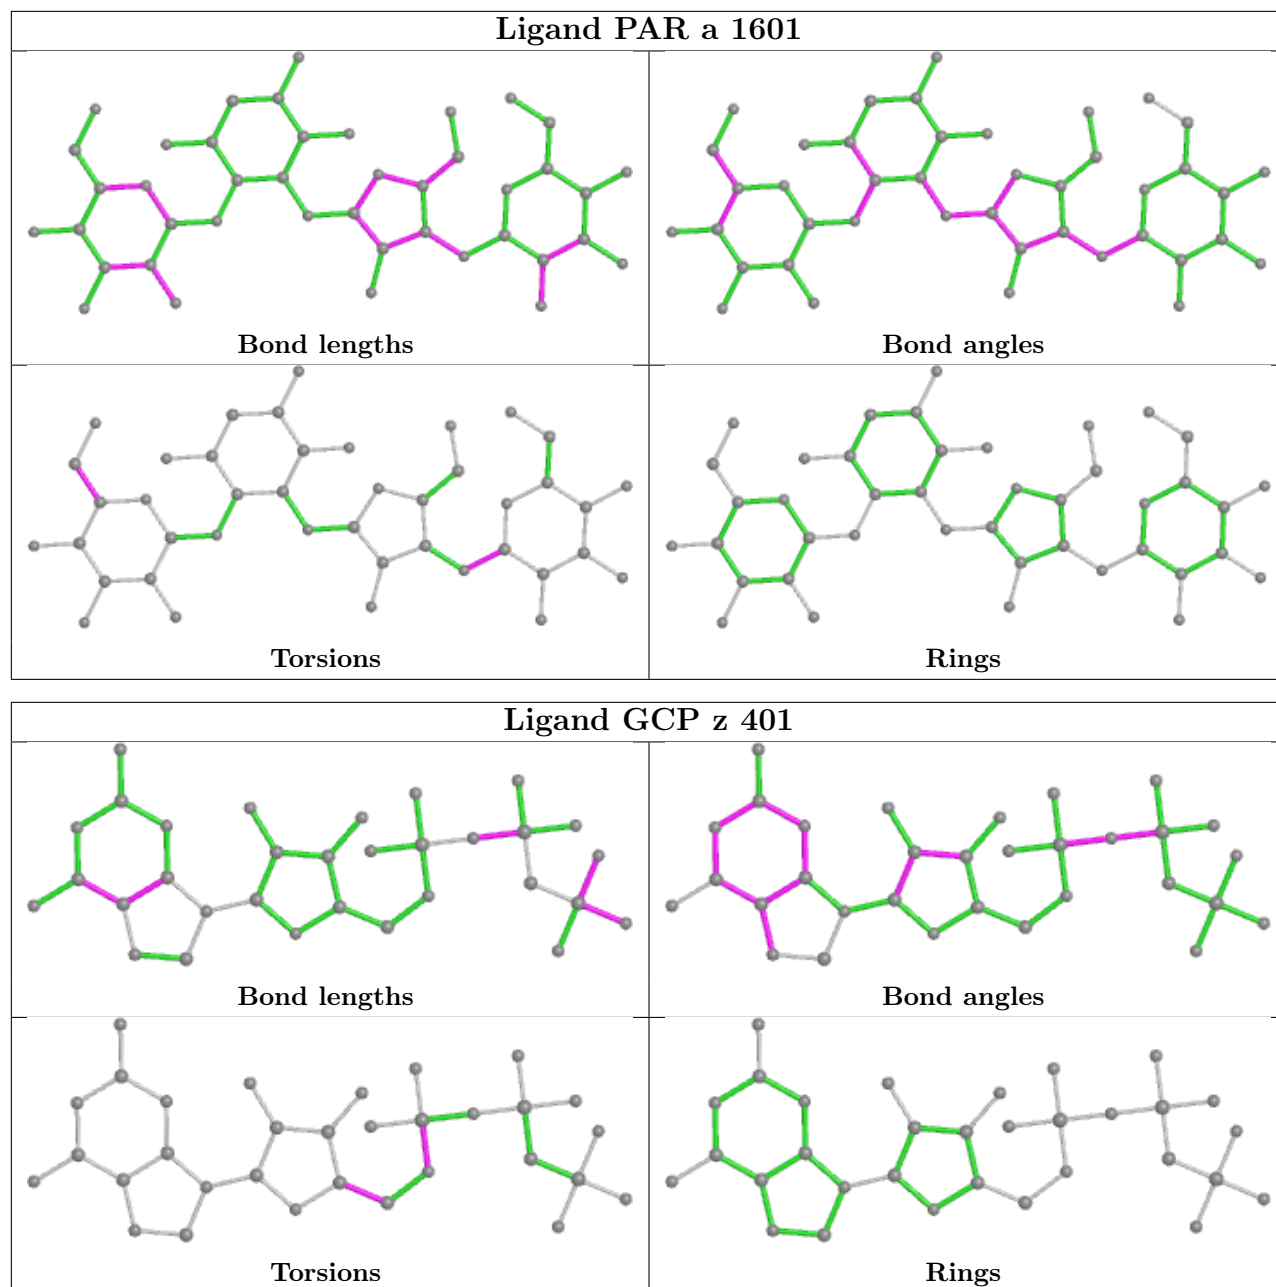 Ligand PAR a 1601
Bond lengths
Bond angles
Torsions
Rings
Ligand GCP z 401
Bond lengths
Bond angles
Torsions
Rings